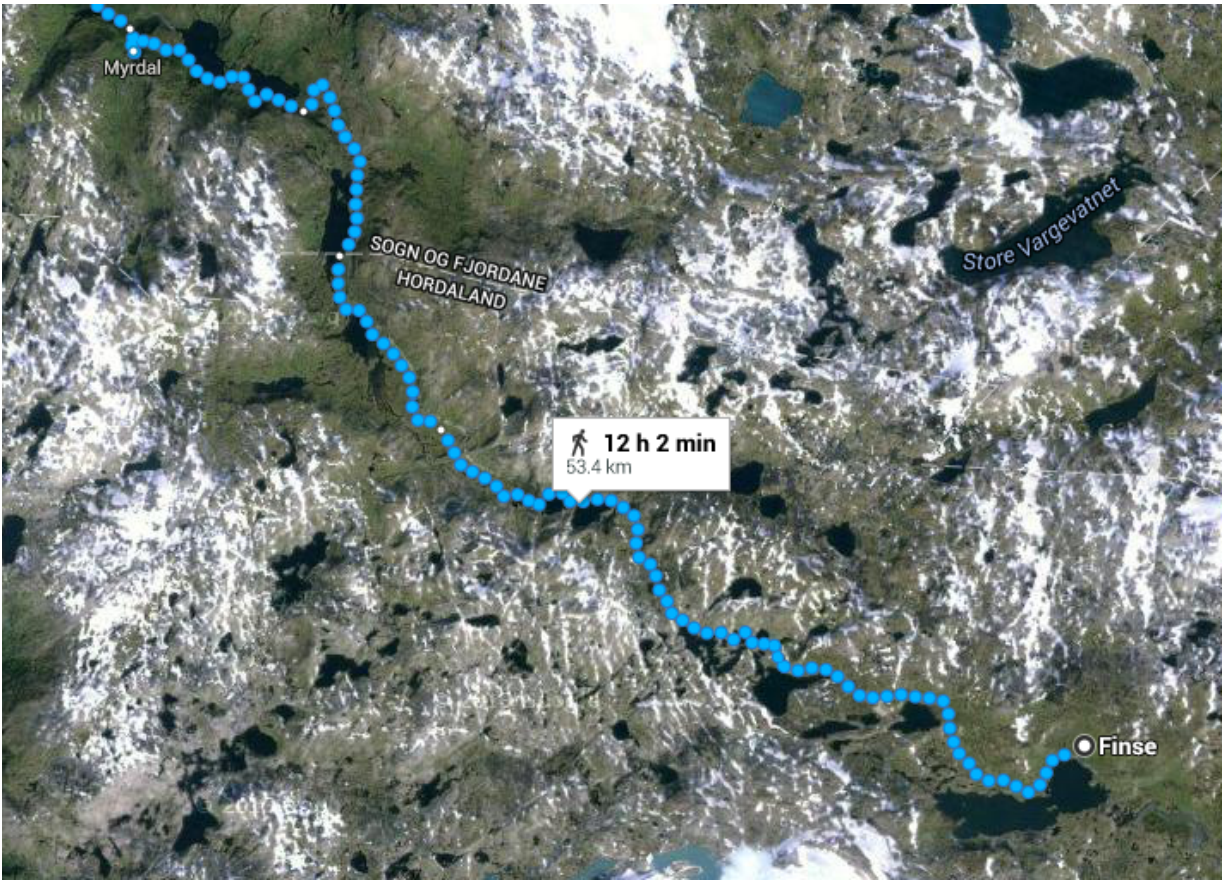 Myrdal
Store Vargevatnet
SOGN OG FJORDANE
HORDALAND
12 h 2 min
53.4 km
Finse